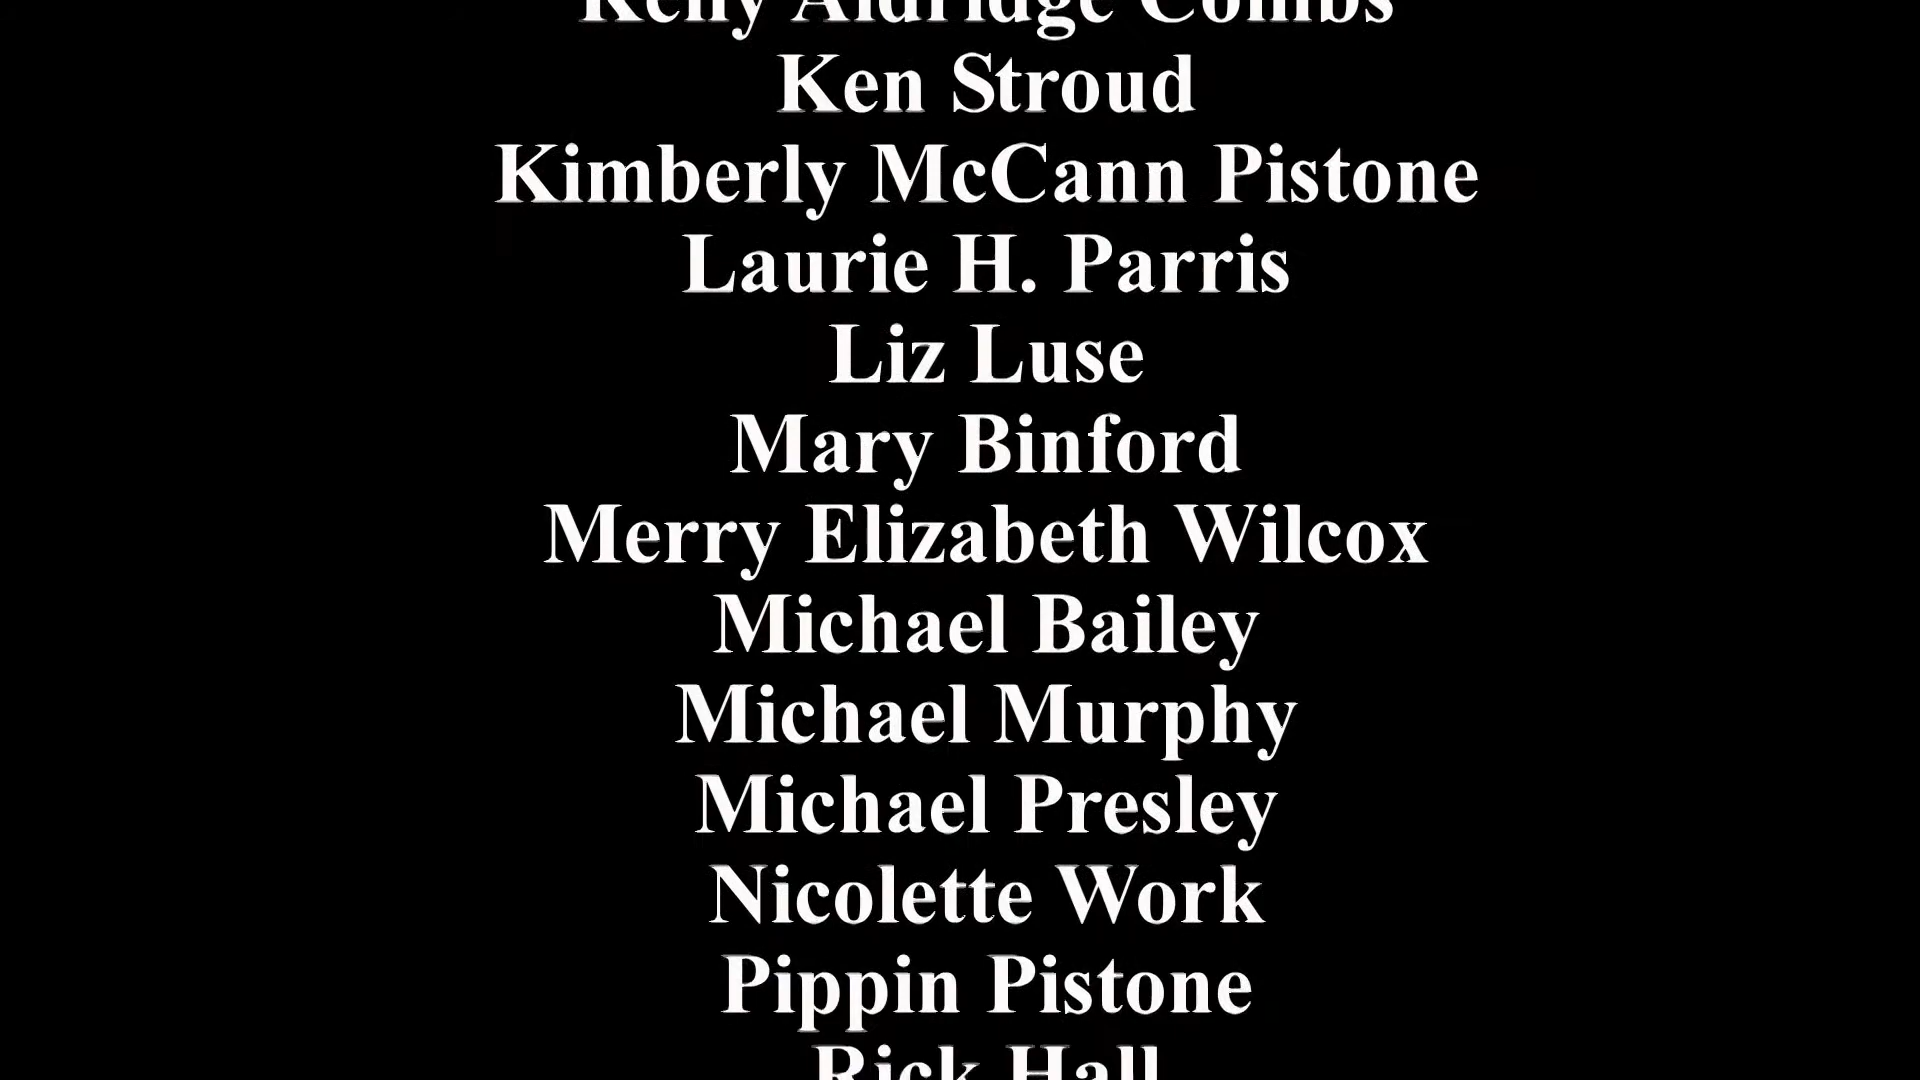 Kelly Aldridge Combs
Ken Stroud
Kimberly McCann Pistone
Laurie H. Parris
Liz Luse
Mary Binford
Merry Elizabeth Wilcox
Michael Bailey
Michael Murphy
Michael Presley
Nicolette Work
Pippin Pistone
Rick Hall